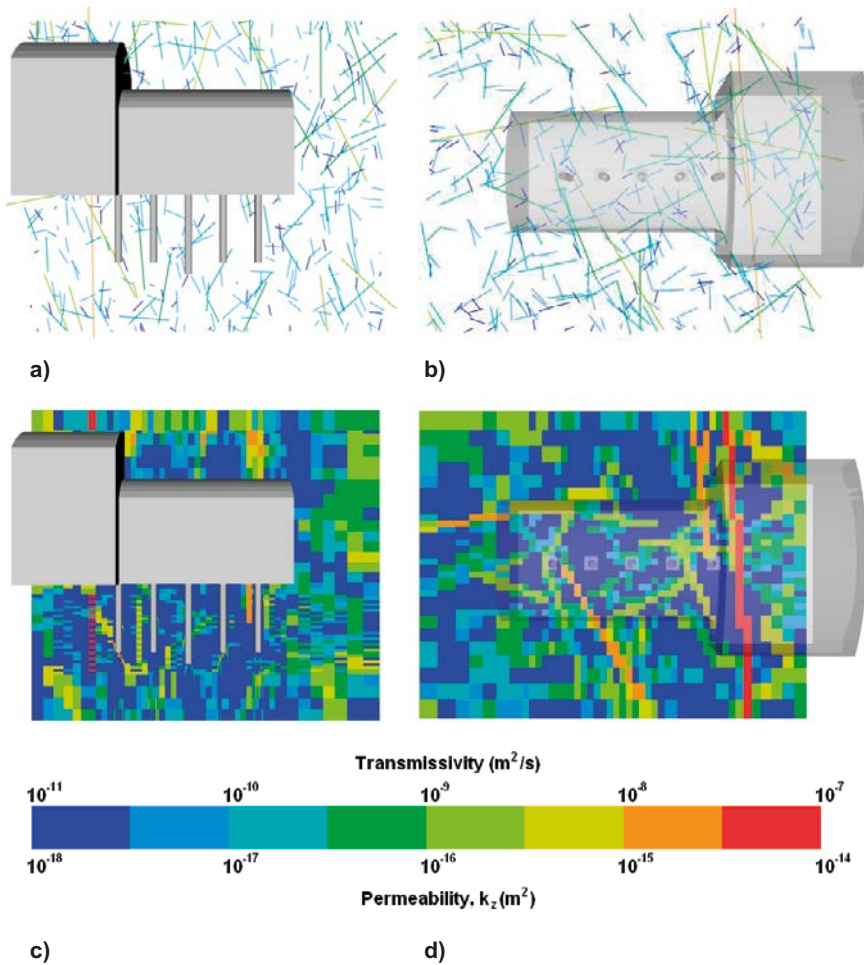 a)
b)
Transmissivity (m²/s)
10⁻¹¹ 10⁻¹⁰ 10⁻⁹ 10⁻⁸ 10⁻⁷
10⁻¹⁸ 10⁻¹⁷ 10⁻¹⁶ 10⁻¹⁵ 10⁻¹⁴
Permeability, k_z (m²)
c)
d)